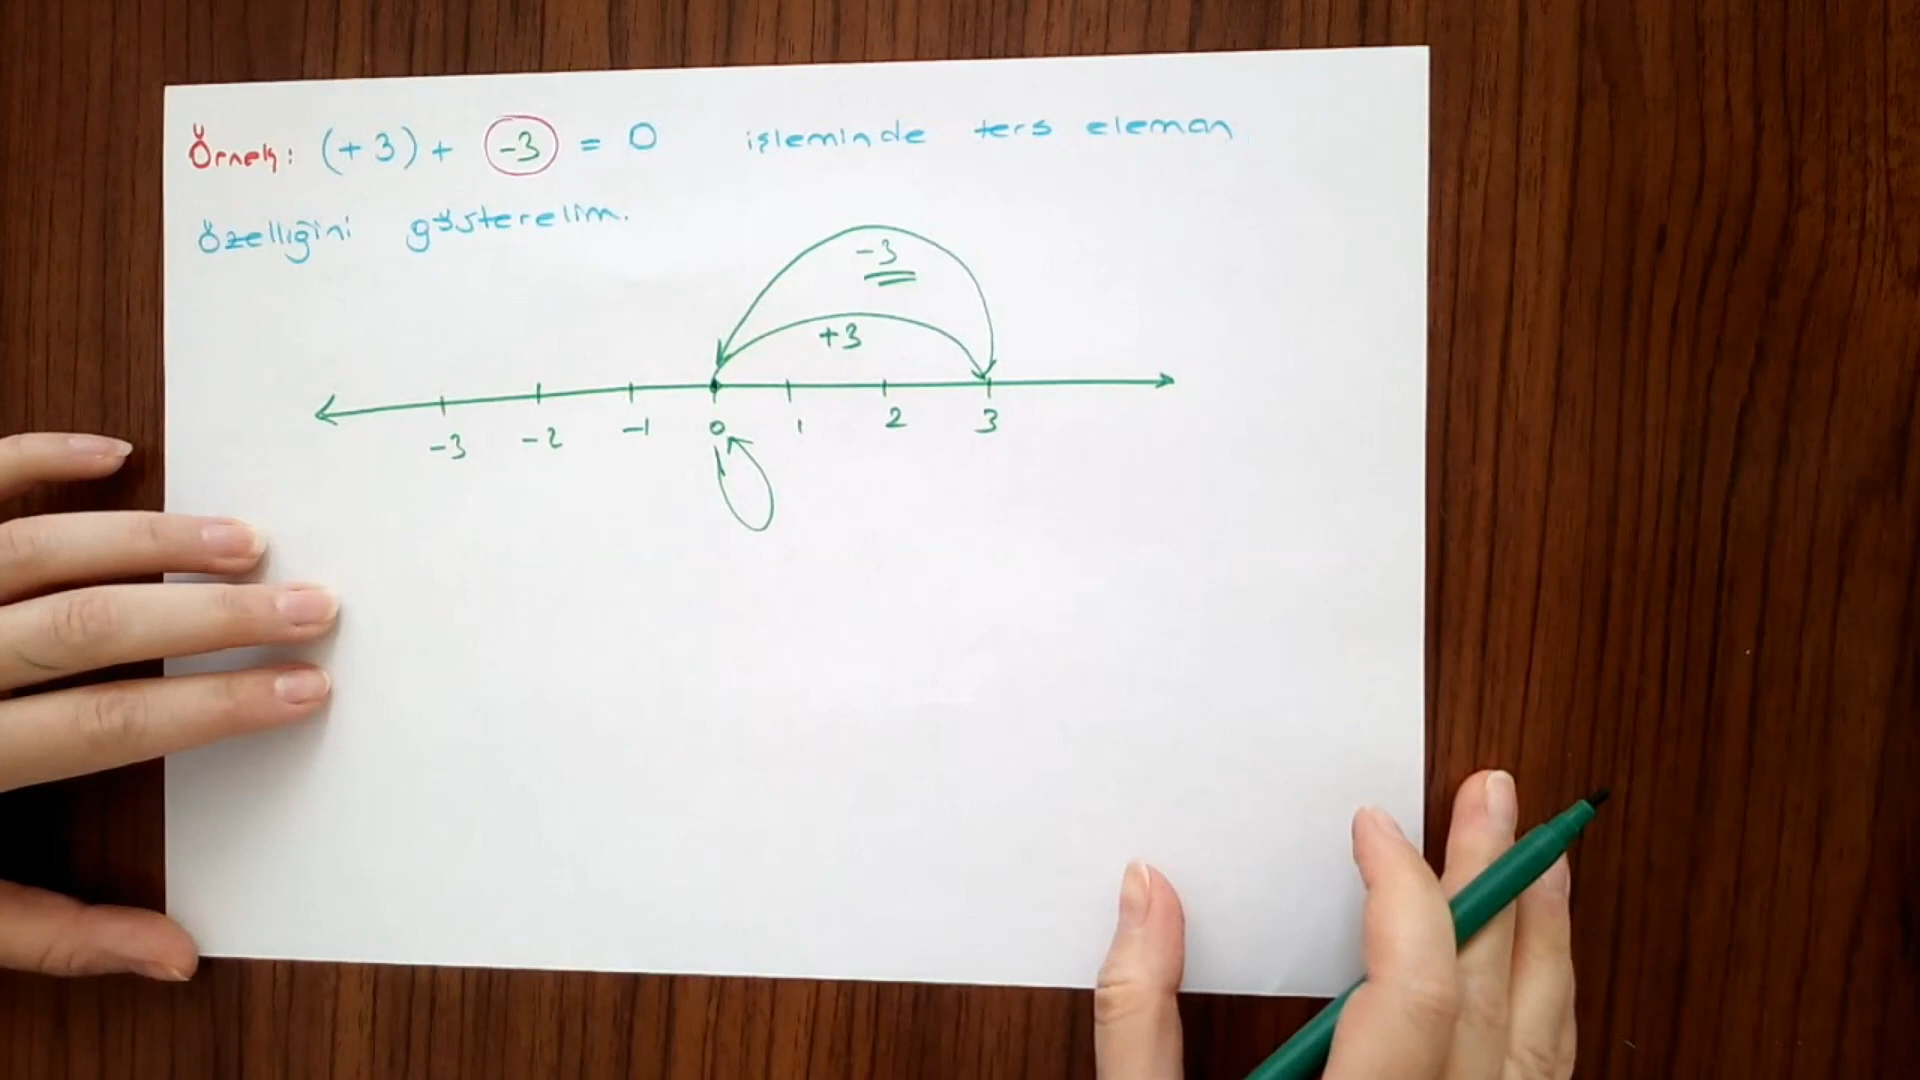 Örnek: (+3) + -3 = 0 işleminde ters eleman
özelliğini gösterelim.
-3
+3
-3 -2 -1 0 1 2 3